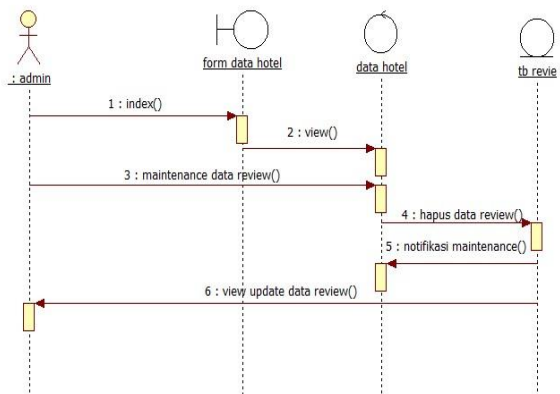 : admin
form data hotel
data hotel
tb revie
1 : index()
2 : view()
3 : maintenance data review()
4 : hapus data review()
5 : notifikasi maintenance()
6 : view update data review()